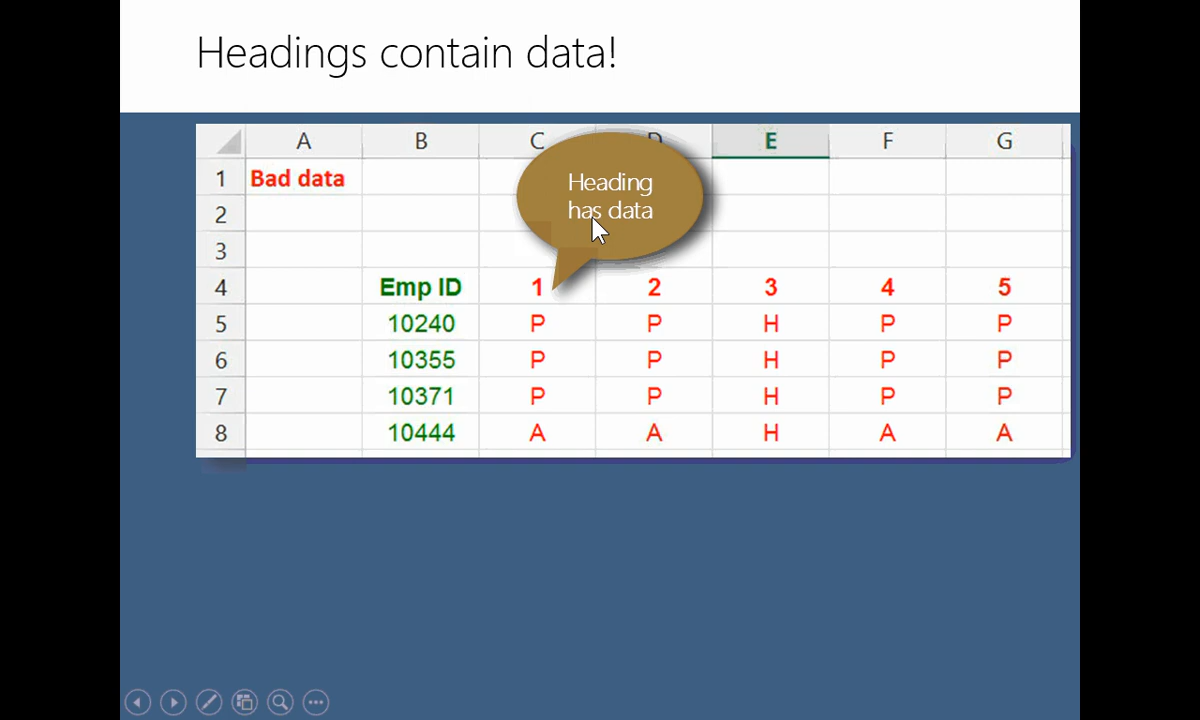 Headings contain data!
A B C D E F G
1 Bad data
Heading
has data
2
3
4 Emp ID 1 2 3 4 5
5 10240 P P H P P
6 10355 P P H P P
7 10371 P P H P P
8 10444 A A H A A